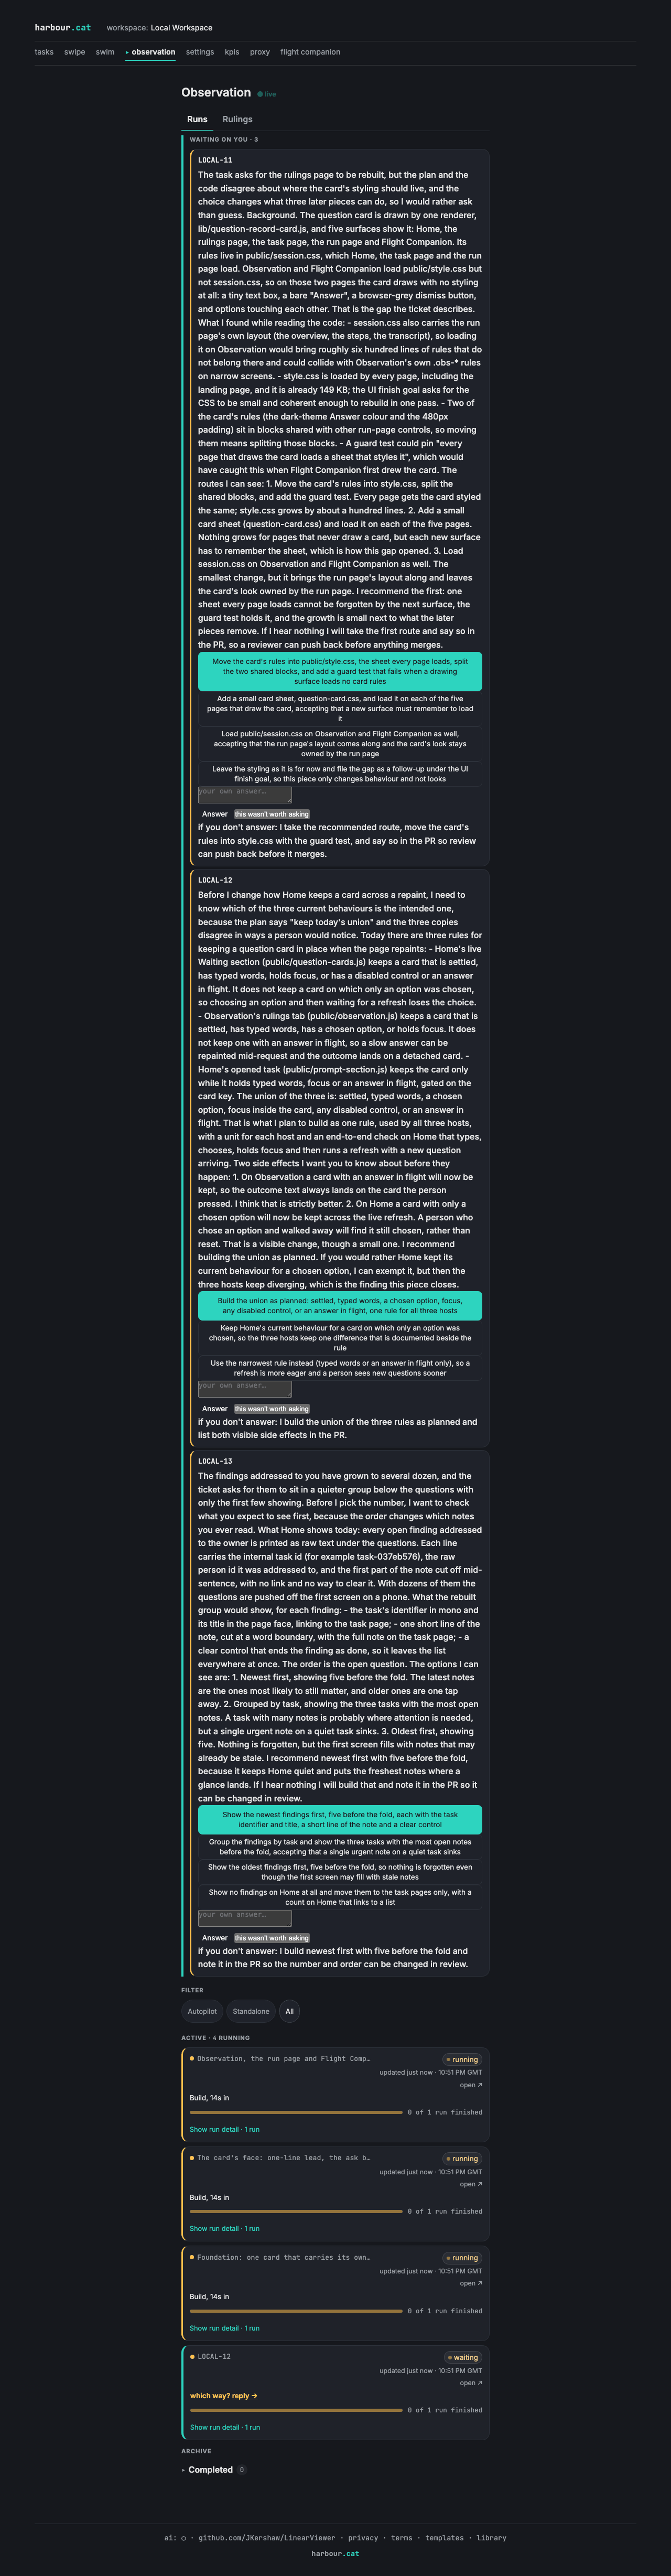 harbour.cat workspace: Local Workspace
tasks swipe swim ▸ observation settings kpis proxy flight companion
Observation live
Runs Rulings
WAITING ON YOU · 3
LOCAL-11
The task asks for the rulings page to be rebuilt, but the plan and the
code disagree about where the card's styling should live, and the
choice changes what three later pieces can do, so I would rather ask
than guess. Background. The question card is drawn by one renderer,
lib/question-record-card.js, and five surfaces show it: Home, the
rulings page, the task page, the run page and Flight Companion. Its
rules live in public/session.css, which Home, the task page and the run
page load. Observation and Flight Companion load public/style.css but
not session.css, so on those two pages the card draws with no styling
at all: a tiny text box, a bare "Answer", a browser-grey dismiss button,
and options touching each other. That is the gap the ticket describes.
What I found while reading the code: - session.css also carries the run
page's own layout (the overview, the steps, the transcript), so loading
it on Observation would bring roughly six hundred lines of rules that do
not belong there and could collide with Observation's own .obs-* rules
on narrow screens. - style.css is loaded by every page, including the
landing page, and it is already 149 KB; the UI finish goal asks for the
CSS to be small and coherent enough to rebuild in one pass. - Two of
the card's rules (the dark-theme Answer colour and the 480px
padding) sit in blocks shared with other run-page controls, so moving
them means splitting those blocks. - A guard test could pin "every
page that draws the card loads a sheet that styles it", which would
have caught this when Flight Companion first drew the card. The
routes I can see: 1. Move the card's rules into style.css, split the
shared blocks, and add the guard test. Every page gets the card styled
the same; style.css grows by about a hundred lines. 2. Add a small
card sheet (question-card.css) and load it on each of the five pages.
Nothing grows for pages that never draw a card, but each new surface
has to remember the sheet, which is how this gap opened. 3. Load
session.css on Observation and Flight Companion as well. The
smallest change, but it brings the run page's layout along and leaves
the card's look owned by the run page. I recommend the first: one
sheet every page loads cannot be forgotten by the next surface, the
guard test holds it, and the growth is small next to what the later
pieces remove. If I hear nothing I will take the first route and say so in
the PR, so a reviewer can push back before anything merges.
Move the card's rules into public/style.css, the sheet every page loads, split
the two shared blocks, and add a guard test that fails when a drawing
surface loads no card rules
Add a small card sheet, question-card.css, and load it on each of the five
pages that draw the card, accepting that a new surface must remember to load
it
Load public/session.css on Observation and Flight Companion as well,
accepting that the run page's layout comes along and the card's look stays
owned by the run page
Leave the styling as it is for now and file the gap as a follow-up under the UI
finish goal, so this piece only changes behaviour and not looks
your own answer…
Answer this wasn't worth asking
if you don't answer: I take the recommended route, move the card's
rules into style.css with the guard test, and say so in the PR so review
can push back before it merges.
LOCAL-12
Before I change how Home keeps a card across a repaint, I need to
know which of the three current behaviours is the intended one,
because the plan says "keep today's union" and the three copies
disagree in ways a person would notice. Today there are three rules for
keeping a question card in place when the page repaints: - Home's live
Waiting section (public/question-cards.js) keeps a card that is settled,
has typed words, holds focus, or has a disabled control or an answer
in flight. It does not keep a card on which only an option was chosen,
so choosing an option and then waiting for a refresh loses the choice.
- Observation's rulings tab (public/observation.js) keeps a card that is
settled, has typed words, has a chosen option, or holds focus. It does
not keep one with an answer in flight, so a slow answer can be
repainted mid-request and the outcome lands on a detached card. -
Home's opened task (public/prompt-section.js) keeps the card only
while it holds typed words, focus or an answer in flight, gated on the
card key. The union of the three is: settled, typed words, a chosen
option, focus inside the card, any disabled control, or an answer in
flight. That is what I plan to build as one rule, used by all three hosts,
with a unit for each host and an end-to-end check on Home that types,
chooses, holds focus and then runs a refresh with a new question
arriving. Two side effects I want you to know about before they
happen: 1. On Observation a card with an answer in flight will now be
kept, so the outcome text always lands on the card the person
pressed. I think that is strictly better. 2. On Home a card with only a
chosen option will now be kept across the live refresh. A person who
chose an option and walked away will find it still chosen, rather than
reset. That is a visible change, though a small one. I recommend
building the union as planned. If you would rather Home kept its
current behaviour for a chosen option, I can exempt it, but then the
three hosts keep diverging, which is the finding this piece closes.
Build the union as planned: settled, typed words, a chosen option, focus,
any disabled control, or an answer in flight, one rule for all three hosts
Keep Home's current behaviour for a card on which only an option was
chosen, so the three hosts keep one difference that is documented beside the
rule
Use the narrowest rule instead (typed words or an answer in flight only), so a
refresh is more eager and a person sees new questions sooner
your own answer…
Answer this wasn't worth asking
if you don't answer: I build the union of the three rules as planned and
list both visible side effects in the PR.
LOCAL-13
The findings addressed to you have grown to several dozen, and the
ticket asks for them to sit in a quieter group below the questions with
only the first few showing. Before I pick the number, I want to check
what you expect to see first, because the order changes which notes
you ever read. What Home shows today: every open finding addressed
to the owner is printed as raw text under the questions. Each line
carries the internal task id (for example task-037eb576), the raw
person id it was addressed to, and the first part of the note cut off mid-
sentence, with no link and no way to clear it. With dozens of them the
questions are pushed off the first screen on a phone. What the rebuilt
group would show, for each finding: - the task's identifier in mono and
its title in the page face, linking to the task page; - one short line of the
note, cut at a word boundary, with the full note on the task page; - a
clear control that ends the finding as done, so it leaves the list
everywhere at once. The order is the open question. The options I can
see are: 1. Newest first, showing five before the fold. The latest notes
are the ones most likely to still matter, and older ones are one tap
away. 2. Grouped by task, showing the three tasks with the most open
notes. A task with many notes is probably where attention is needed,
but a single urgent note on a quiet task sinks. 3. Oldest first, showing
five. Nothing is forgotten, but the first screen fills with notes that may
already be stale. I recommend newest first with five before the fold,
because it keeps Home quiet and puts the freshest notes where a
glance lands. If I hear nothing I will build that and note it in the PR so it
can be changed in review.
Show the newest findings first, five before the fold, each with the task
identifier and title, a short line of the note and a clear control
Group the findings by task and show the three tasks with the most open notes
before the fold, accepting that a single urgent note on a quiet task sinks
Show the oldest findings first, five before the fold, so nothing is forgotten even
though the first screen may fill with stale notes
Show no findings on Home at all and move them to the task pages only, with a
count on Home that links to a list
your own answer…
Answer this wasn't worth asking
if you don't answer: I build newest first with five before the fold and
note it in the PR so the number and order can be changed in review.
FILTER
Autopilot Standalone All
ACTIVE · 4 RUNNING
Observation, the run page and Flight Comp… running
updated just now · 10:51 PM GMT
open ↗
Build, 14s in
0 of 1 run finished
Show run detail · 1 run
The card's face: one-line lead, the ask b… running
updated just now · 10:51 PM GMT
open ↗
Build, 14s in
0 of 1 run finished
Show run detail · 1 run
Foundation: one card that carries its own… running
updated just now · 10:51 PM GMT
open ↗
Build, 14s in
0 of 1 run finished
Show run detail · 1 run
LOCAL-12 waiting
updated just now · 10:51 PM GMT
open ↗
which way? reply →
0 of 1 run finished
Show run detail · 1 run
ARCHIVE
▸ Completed 0
ai: ○ · github.com/JKershaw/LinearViewer · privacy · terms · templates · library
harbour.cat